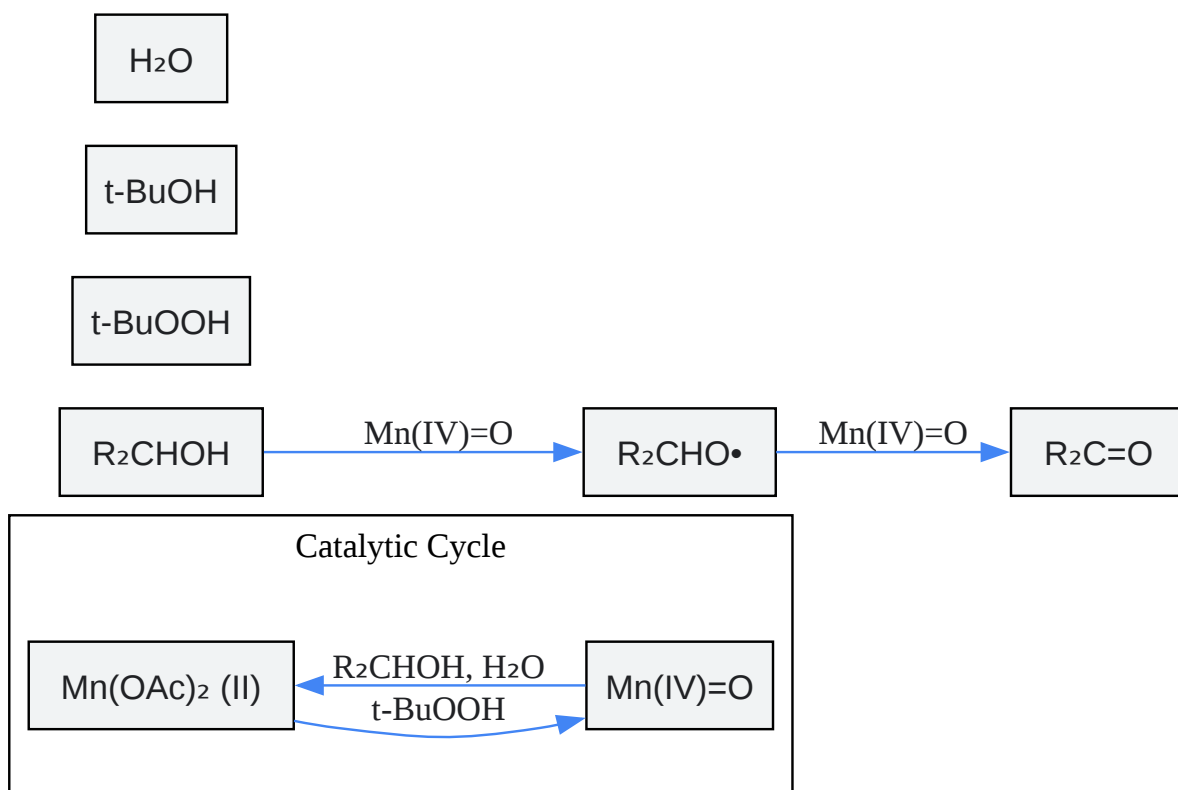 H₂O
t-BuOH
t-BuOOH
R₂CHOH
Mn(IV)=O
R₂CHO•
Mn(IV)=O
R₂C=O
Catalytic Cycle
Mn(OAc)₂ (II)
R₂CHOH, H₂O
t-BuOOH
Mn(IV)=O